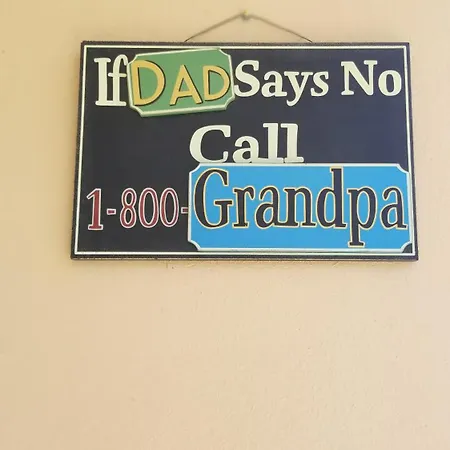 If DAD Says No
Call
1-800-Grandpa